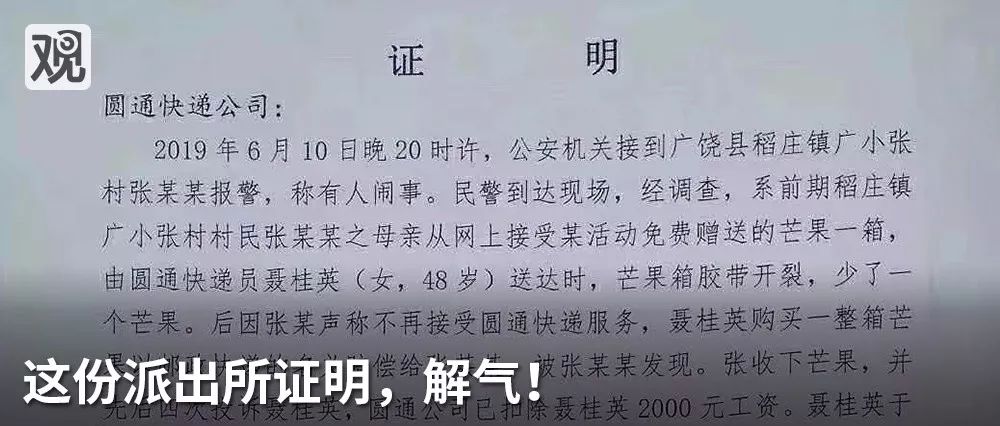 观
证 明
圆通快递公司：
2019 年 6 月 10 日晚 20 时许，公安机关接到广饶县稻庄镇广小张
村张某某报警，称有人闹事。民警到达现场，经调查，系前期稻庄镇
广小张村村民张某某之母亲从网上接受某活动免费赠送的芒果一箱，
由圆通快递员聂桂英（女，48 岁）送达时，芒果箱胶带开裂，少了一
个芒果。后因张某声称不再接受圆通快递服务，聂桂英购买一整箱芒
被张某某发现。张收下芒果，并
这份派出所证明，解气！
先后四次投诉聂桂英，圆通公司已扣除聂桂英 2000 元工资。聂桂英于